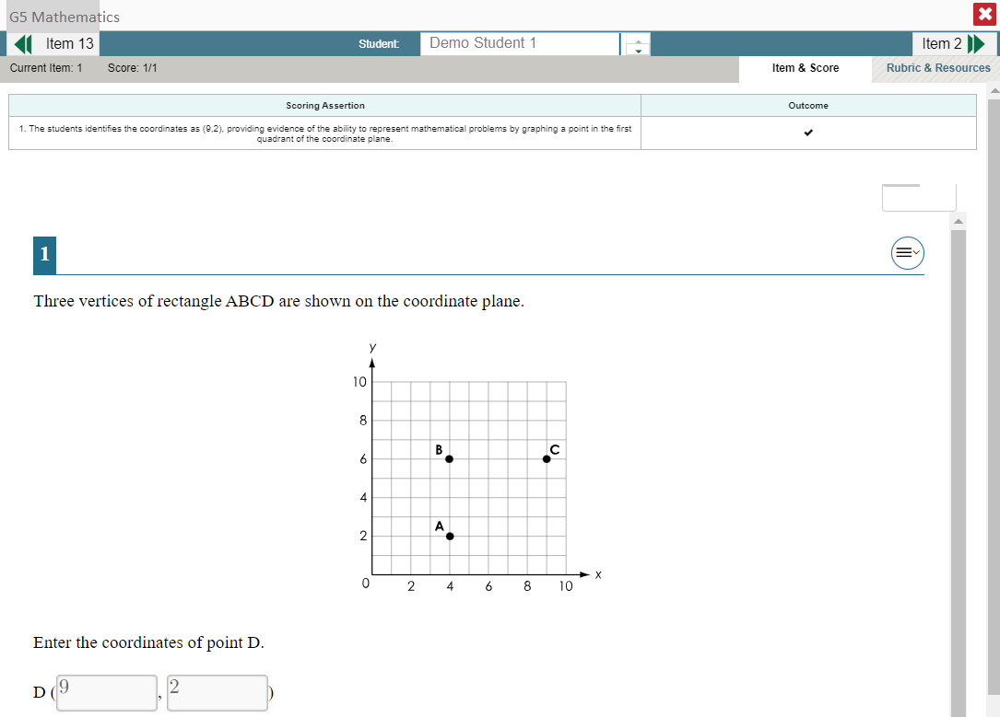 G5 Mathematics
Item 13
Student:
Demo Student 1
Item 2
Current Item: 1
Score: 1/1
Item & Score
Rubric & Resources
Scoring Assertion
Outcome
1. The students identifies the coordinates as (9,2), providing evidence of the ability to represent mathematical problems by graphing a point in the first
quadrant of the coordinate plane.
1
Three vertices of rectangle ABCD are shown on the coordinate plane.
y
10
8
B
C
6
4
A
2
0
2
4
6
8
10
x
Enter the coordinates of point D.
D (9, 2)